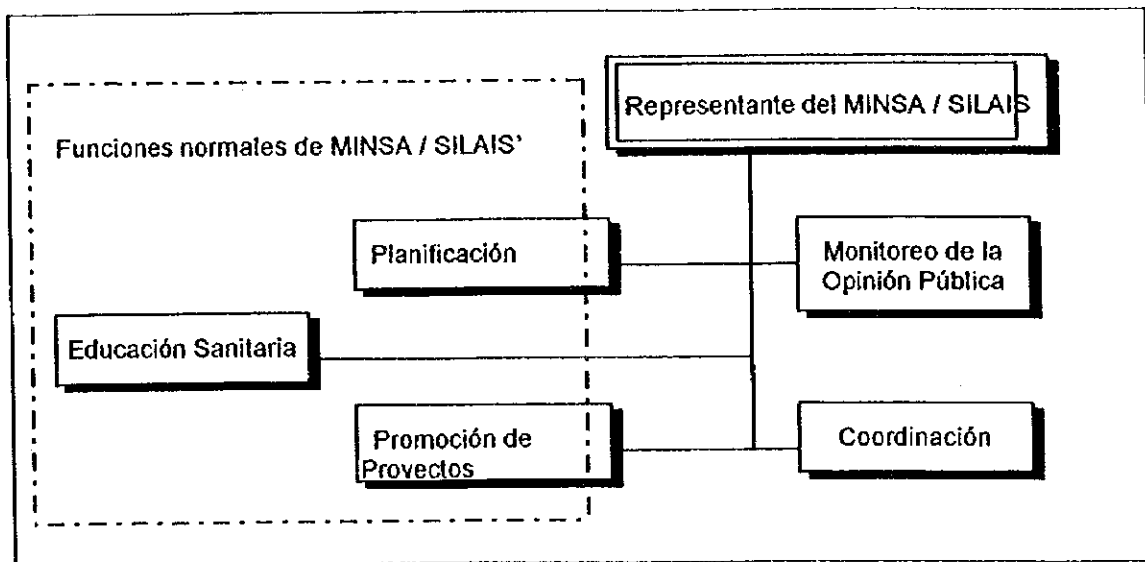 Representante del MINSA / SILAIS
Funciones normales de MINSA / SILAIS'
Planificación
Monitoreo de la
Opinión Pública
Educación Sanitaria
Promoción de
Proyectos
Coordinación